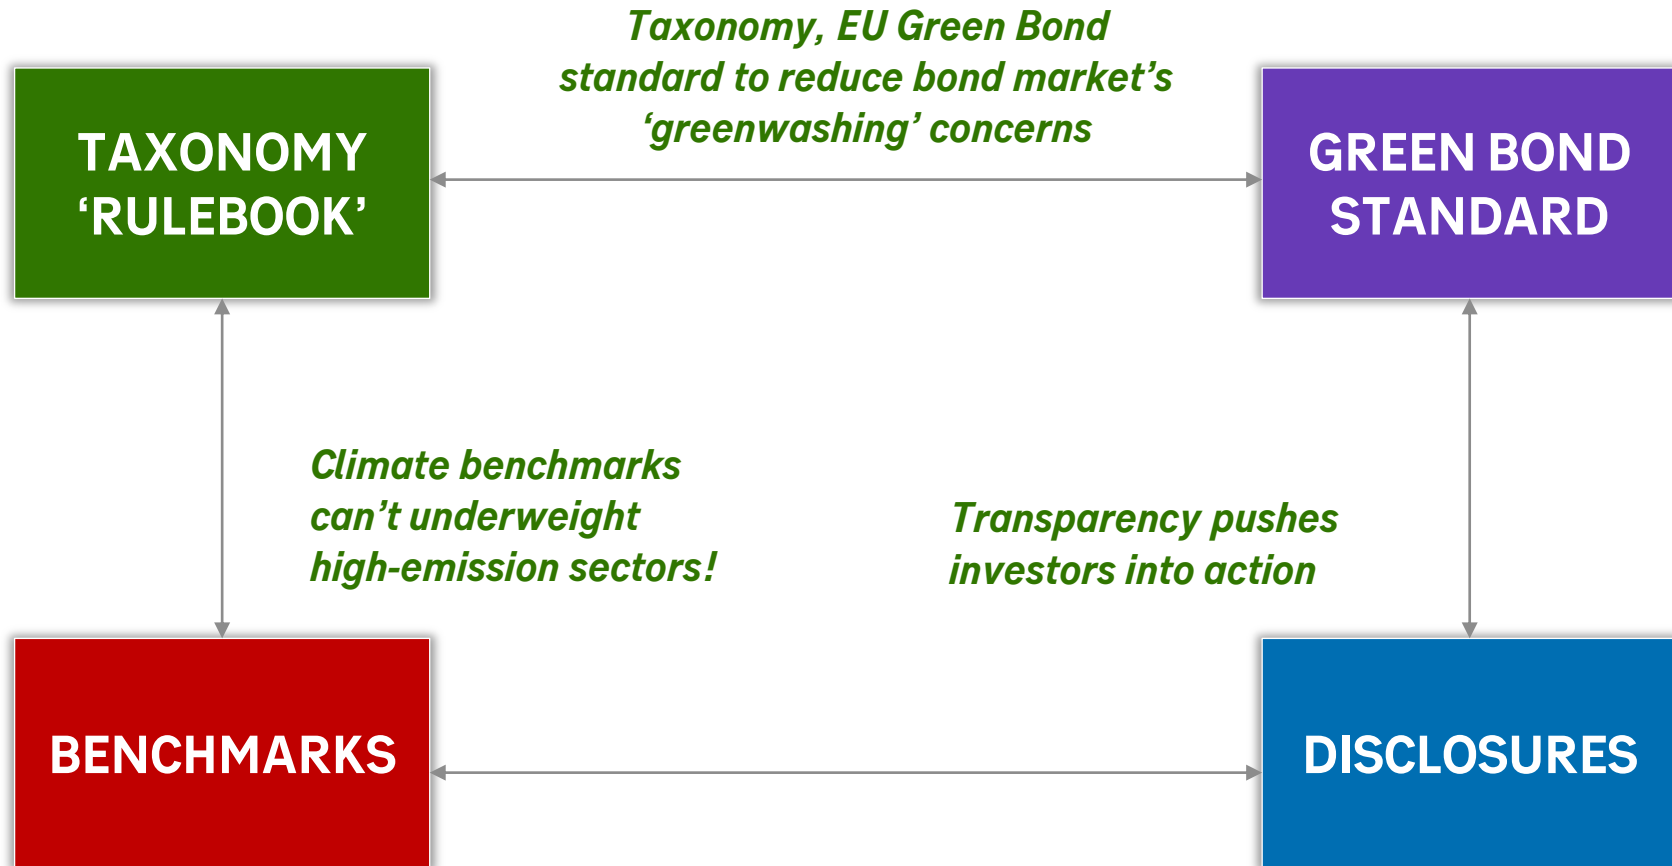 Taxonomy, EU Green Bond
standard to reduce bond market’s
‘greenwashing’ concerns
TAXONOMY
‘RULEBOOK’
GREEN BOND
STANDARD
Climate benchmarks
can’t underweight
high-emission sectors!
Transparency pushes
investors into action
BENCHMARKS
DISCLOSURES